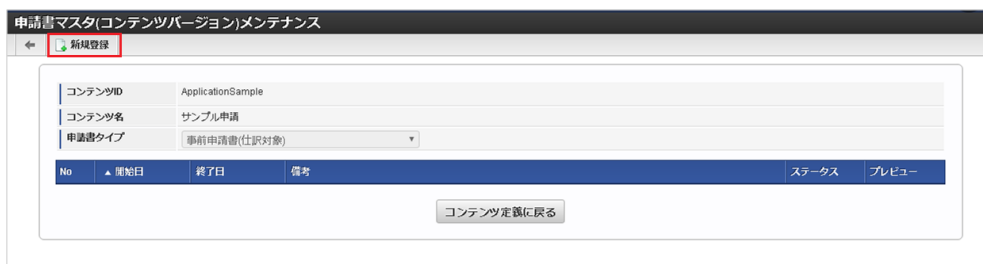 申請書マスタ(コンテンツバージョン)メンテナンス
新規登録
コンテンツID ApplicationSample
コンテンツ名 サンプル申請
申請書タイプ 事前申請書(仕訳対象) ▼
No ▲ 開始日 終了日 備考 ステータス プレビュー
コンテンツ定義に戻る